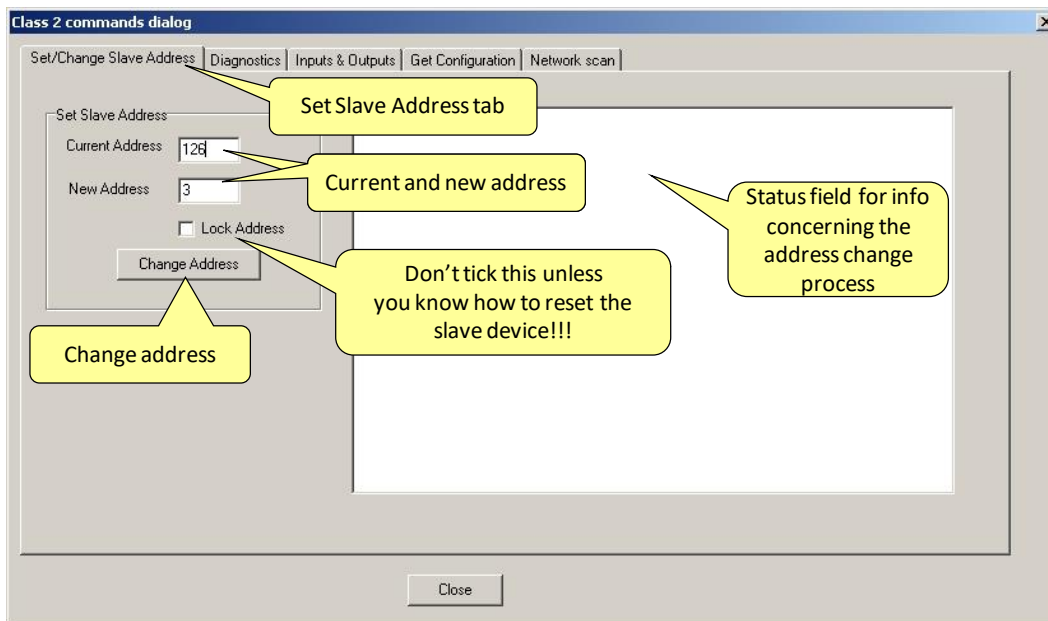 Class 2 commands dialog
Set/Change Slave Address Diagnostics Inputs & Outputs Get Configuration Network scan
Set Slave Address tab
Set Slave Address
Current Address 126
Current and new address
New Address 3
Status field for info
concerning the
address change
process
Lock Address
Change Address
Don't tick this unless
you know how to reset the
slave device!!!
Change address
Close